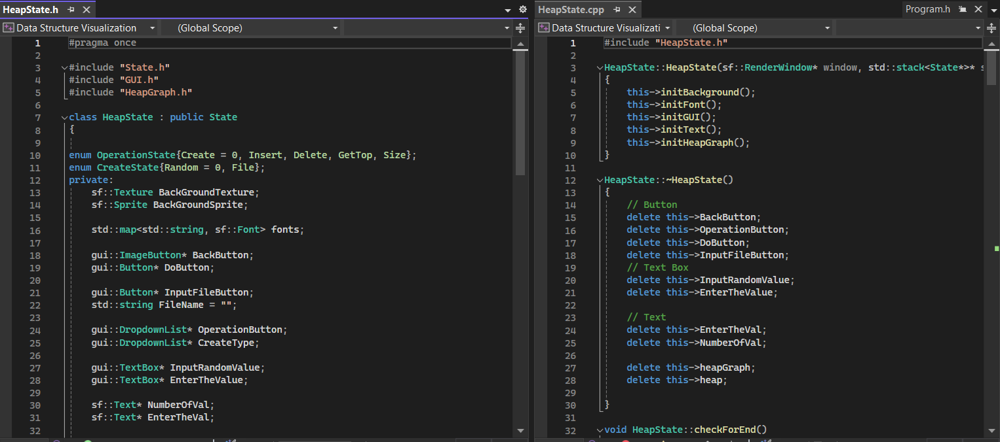 HeapState.h
Data Structure Visualization (Global Scope)
1 #pragma once
2
3 #include "State.h"
4 #include "GUI.h"
5 #include "HeapGraph.h"
6
7 class HeapState : public State
8 {
9
10 enum OperationState{Create = 0, Insert, Delete, GetTop, Size};
11 enum CreateState{Random = 0, File};
12 private:
13 sf::Texture BackGroundTexture;
14 sf::Sprite BackGroundSprite;
15
16 std::map<std::string, sf::Font> fonts;
17
18 gui::ImageButton* BackButton;
19 gui::Button* DoButton;
20
21 gui::Button* InputFileButton;
22 std::string FileName = "";
23
24 gui::DropdownList* OperationButton;
25 gui::DropdownList* CreateType;
26
27 gui::TextBox* InputRandomValue;
28 gui::TextBox* EnterTheValue;
29
30 sf::Text* NumberOfVal;
31 sf::Text* EnterTheVal;
32
HeapState.cpp Program.h
Data Structure Visualizati (Global Scope)
1 #include "HeapState.h"
2
3 HeapState::HeapState(sf::RenderWindow* window, std::stack<State*>* s
4 {
5 this->initBackground();
6 this->initFont();
7 this->initGUI();
8 this->initText();
9 this->initHeapGraph();
10 }
11
12 HeapState::~HeapState()
13 {
14 // Button
15 delete this->BackButton;
16 delete this->OperationButton;
17 delete this->DoButton;
18 delete this->InputFileButton;
19 // Text Box
20 delete this->InputRandomValue;
21 delete this->EnterTheValue;
22
23 // Text
24 delete this->EnterTheVal;
25 delete this->NumberOfVal;
26
27 delete this->heapGraph;
28 delete this->heap;
29
30 }
31
32 void HeapState::checkForEnd()